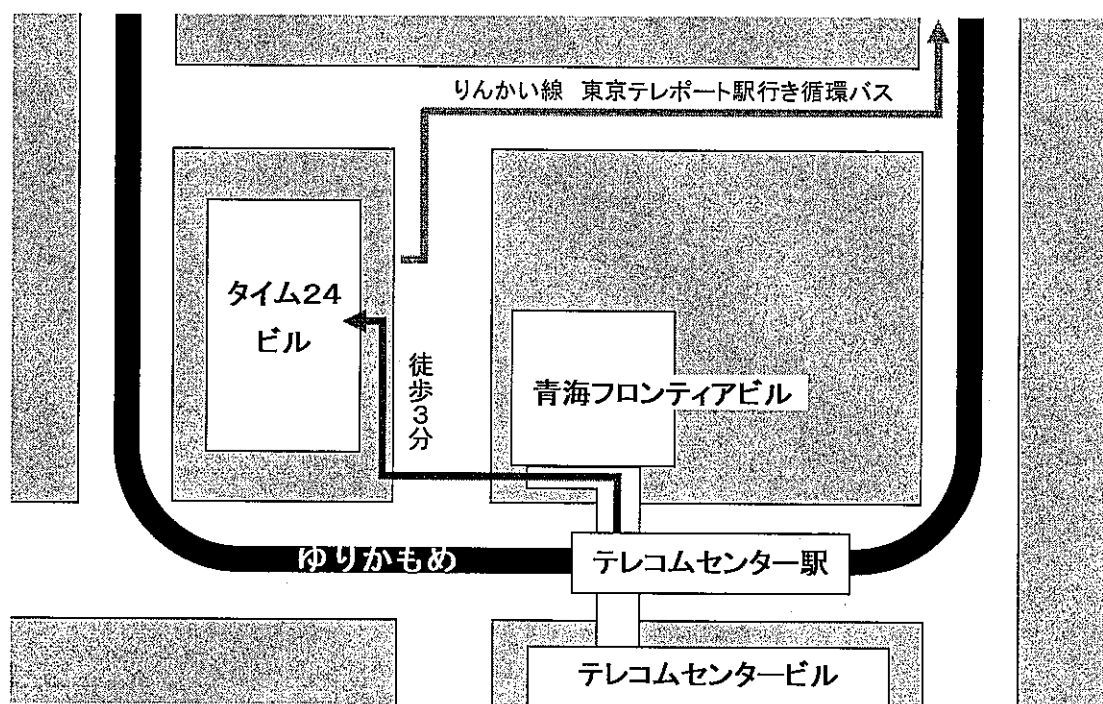 りんかい線 東京テレポート駅行き循環バス
タイム24
ビル
徒歩3分
青海フロンティアビル
ゆりかもめ
テレコムセンター駅
テレコムセンタービル